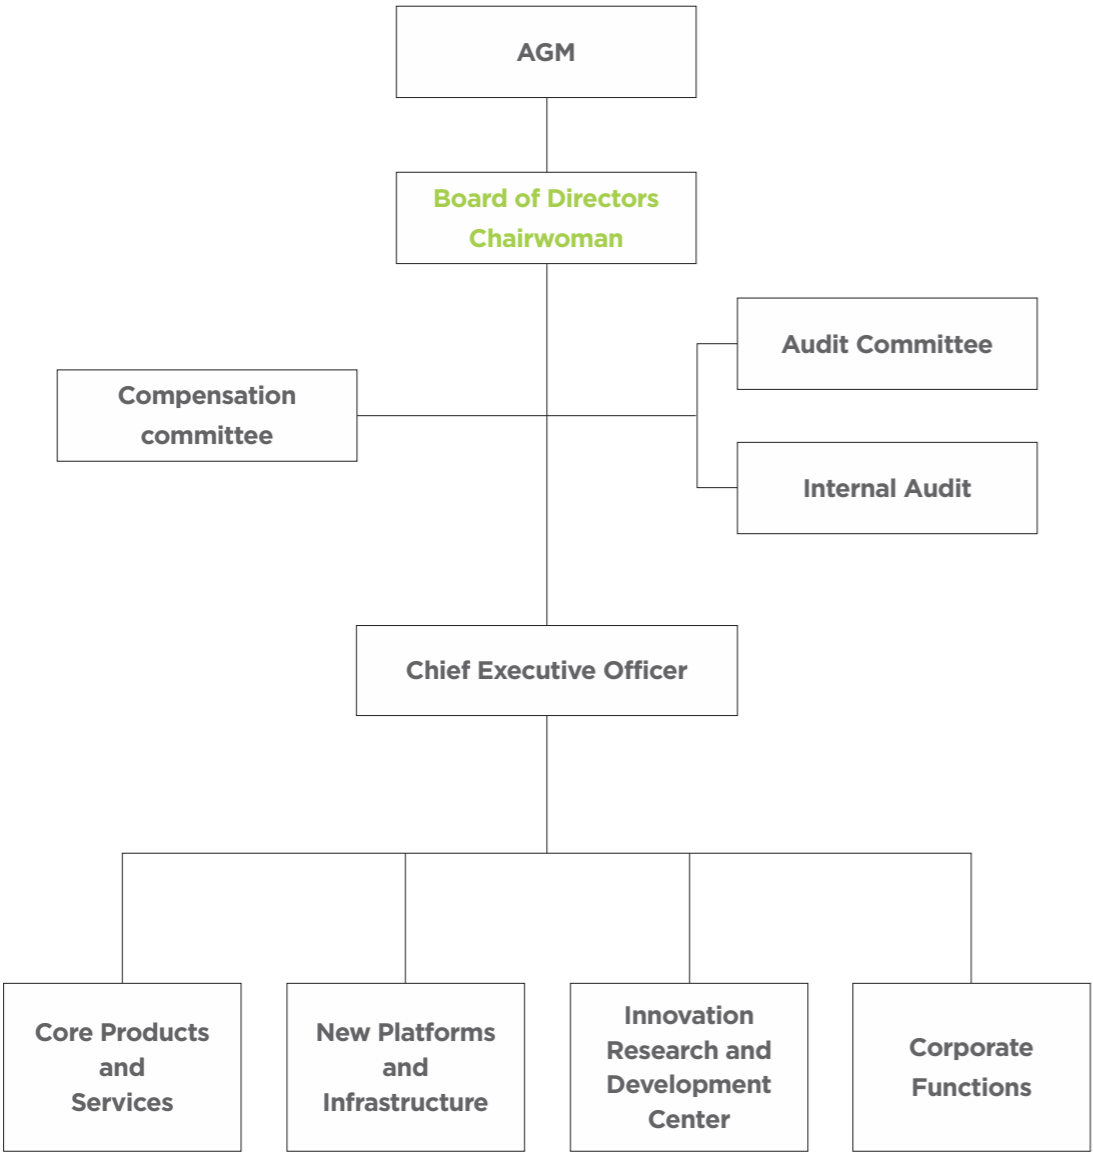 AGM
Board of Directors
Chairwoman
Audit Committee
Compensation
committee
Internal Audit
Chief Executive Officer
Core Products
and
Services
New Platforms
and
Infrastructure
Innovation
Research and
Development
Center
Corporate
Functions